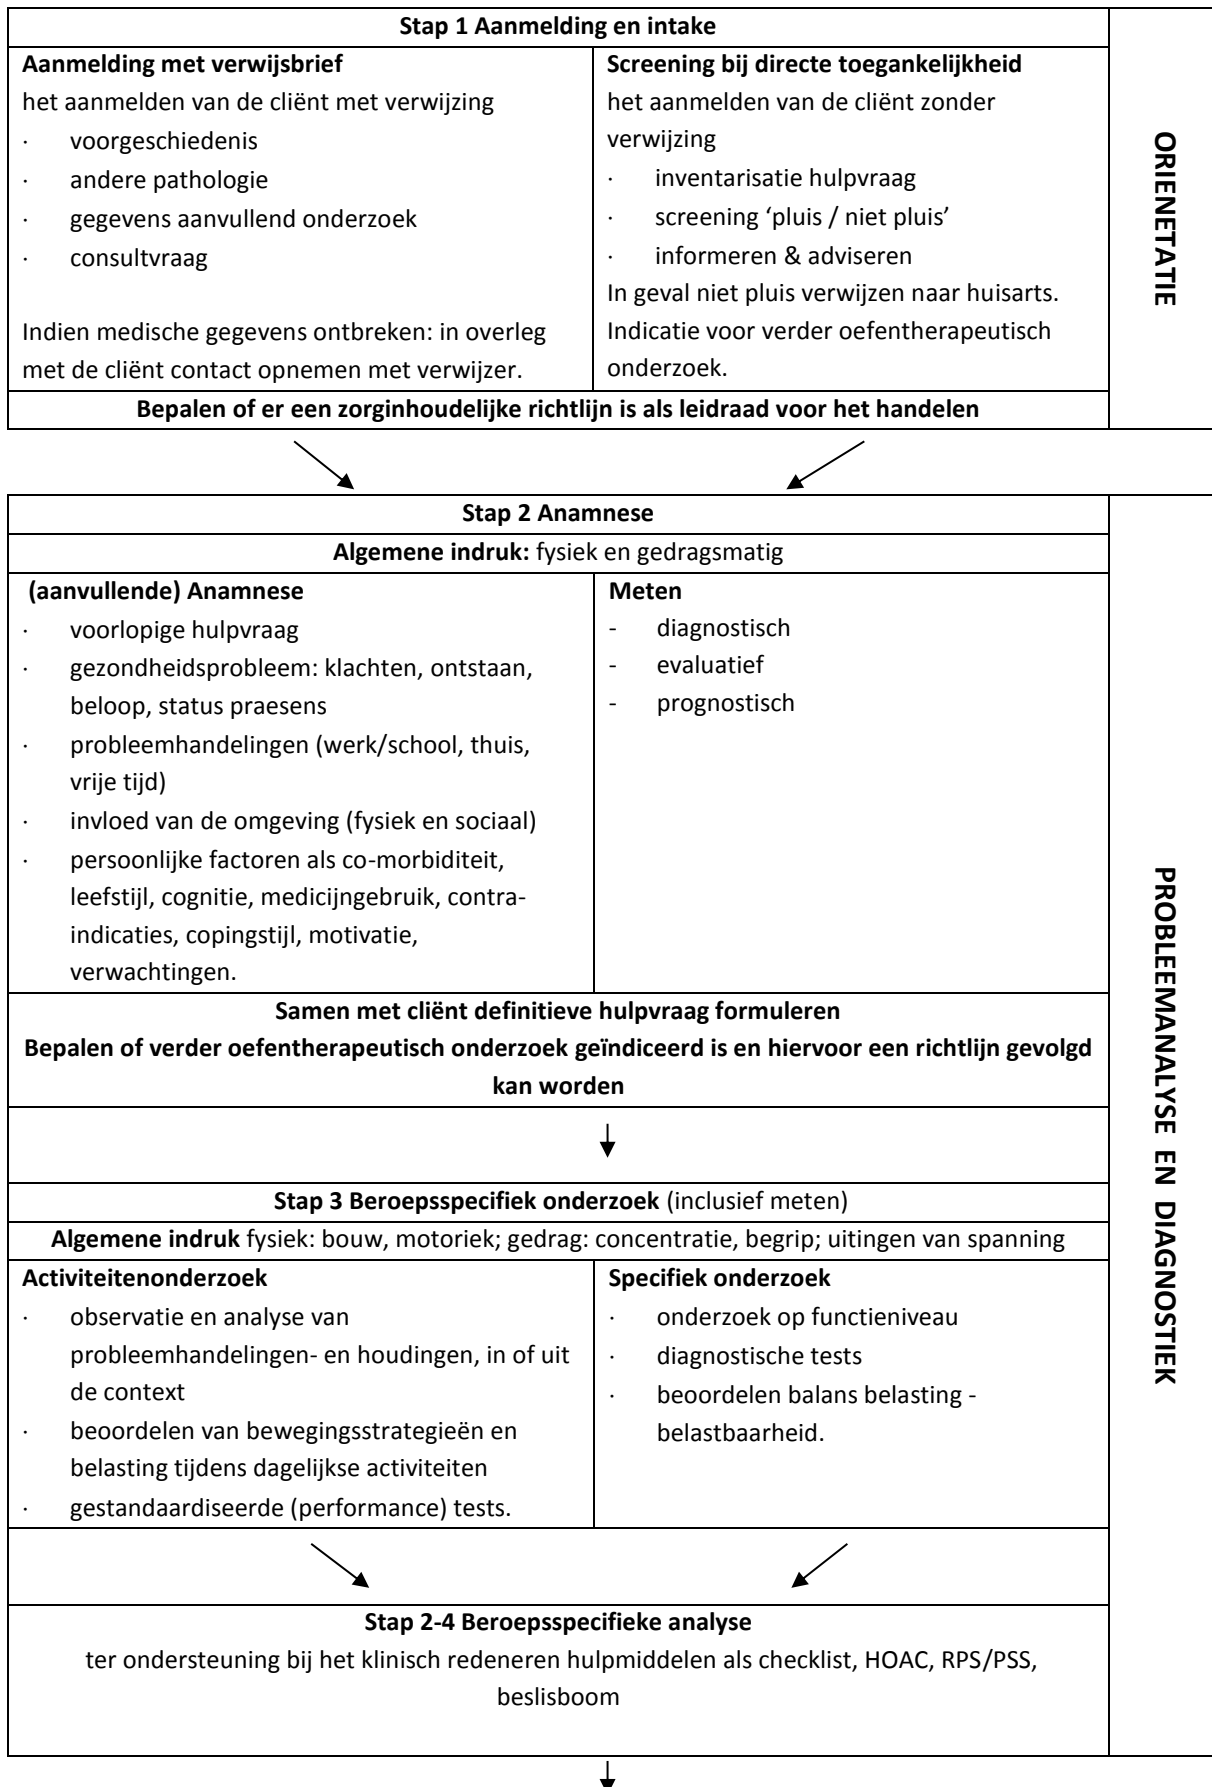 Stap 1 Aanmelding en intake
Aanmelding met verwijsbrief
het aanmelden van de cliënt met verwijzing
· voorgeschiedenis
· andere pathologie
· gegevens aanvullend onderzoek
· consultvraag
Indien medische gegevens ontbreken: in overleg
met de cliënt contact opnemen met verwijzer.
Screening bij directe toegankelijkheid
het aanmelden van de cliënt zonder
verwijzing
· inventarisatie hulpvraag
· screening ‘pluis / niet pluis’
· informeren & adviseren
In geval niet pluis verwijzen naar huisarts.
Indicatie voor verder oefentherapeutisch
onderzoek.
Bepalen of er een zorginhoudelijke richtlijn is als leidraad voor het handelen
ORIENETATIE
Stap 2 Anamnese
Algemene indruk: fysiek en gedragsmatig
(aanvullende) Anamnese
· voorlopige hulpvraag
· gezondheidsprobleem: klachten, ontstaan,
beloop, status praesens
· probleemhandelingen (werk/school, thuis,
vrije tijd)
· invloed van de omgeving (fysiek en sociaal)
· persoonlijke factoren als co-morbiditeit,
leefstijl, cognitie, medicijngebruik, contra-
indicaties, copingstijl, motivatie,
verwachtingen.
Meten
- diagnostisch
- evaluatief
- prognostisch
Samen met cliënt definitieve hulpvraag formuleren
Bepalen of verder oefentherapeutisch onderzoek geïndiceerd is en hiervoor een richtlijn gevolgd
kan worden
Stap 3 Beroepsspecifiek onderzoek (inclusief meten)
Algemene indruk fysiek: bouw, motoriek; gedrag: concentratie, begrip; uitingen van spanning
Activiteitenonderzoek
· observatie en analyse van
probleemhandelingen- en houdingen, in of uit
de context
· beoordelen van bewegingsstrategieën en
belasting tijdens dagelijkse activiteiten
· gestandaardiseerde (performance) tests.
Specifiek onderzoek
· onderzoek op functieniveau
· diagnostische tests
· beoordelen balans belasting -
belastbaarheid.
Stap 2-4 Beroepsspecifieke analyse
ter ondersteuning bij het klinisch redeneren hulpmiddelen als checklist, HOAC, RPS/PSS,
beslisboom
PROBLEEMANALYSE EN DIAGNOSTIEK